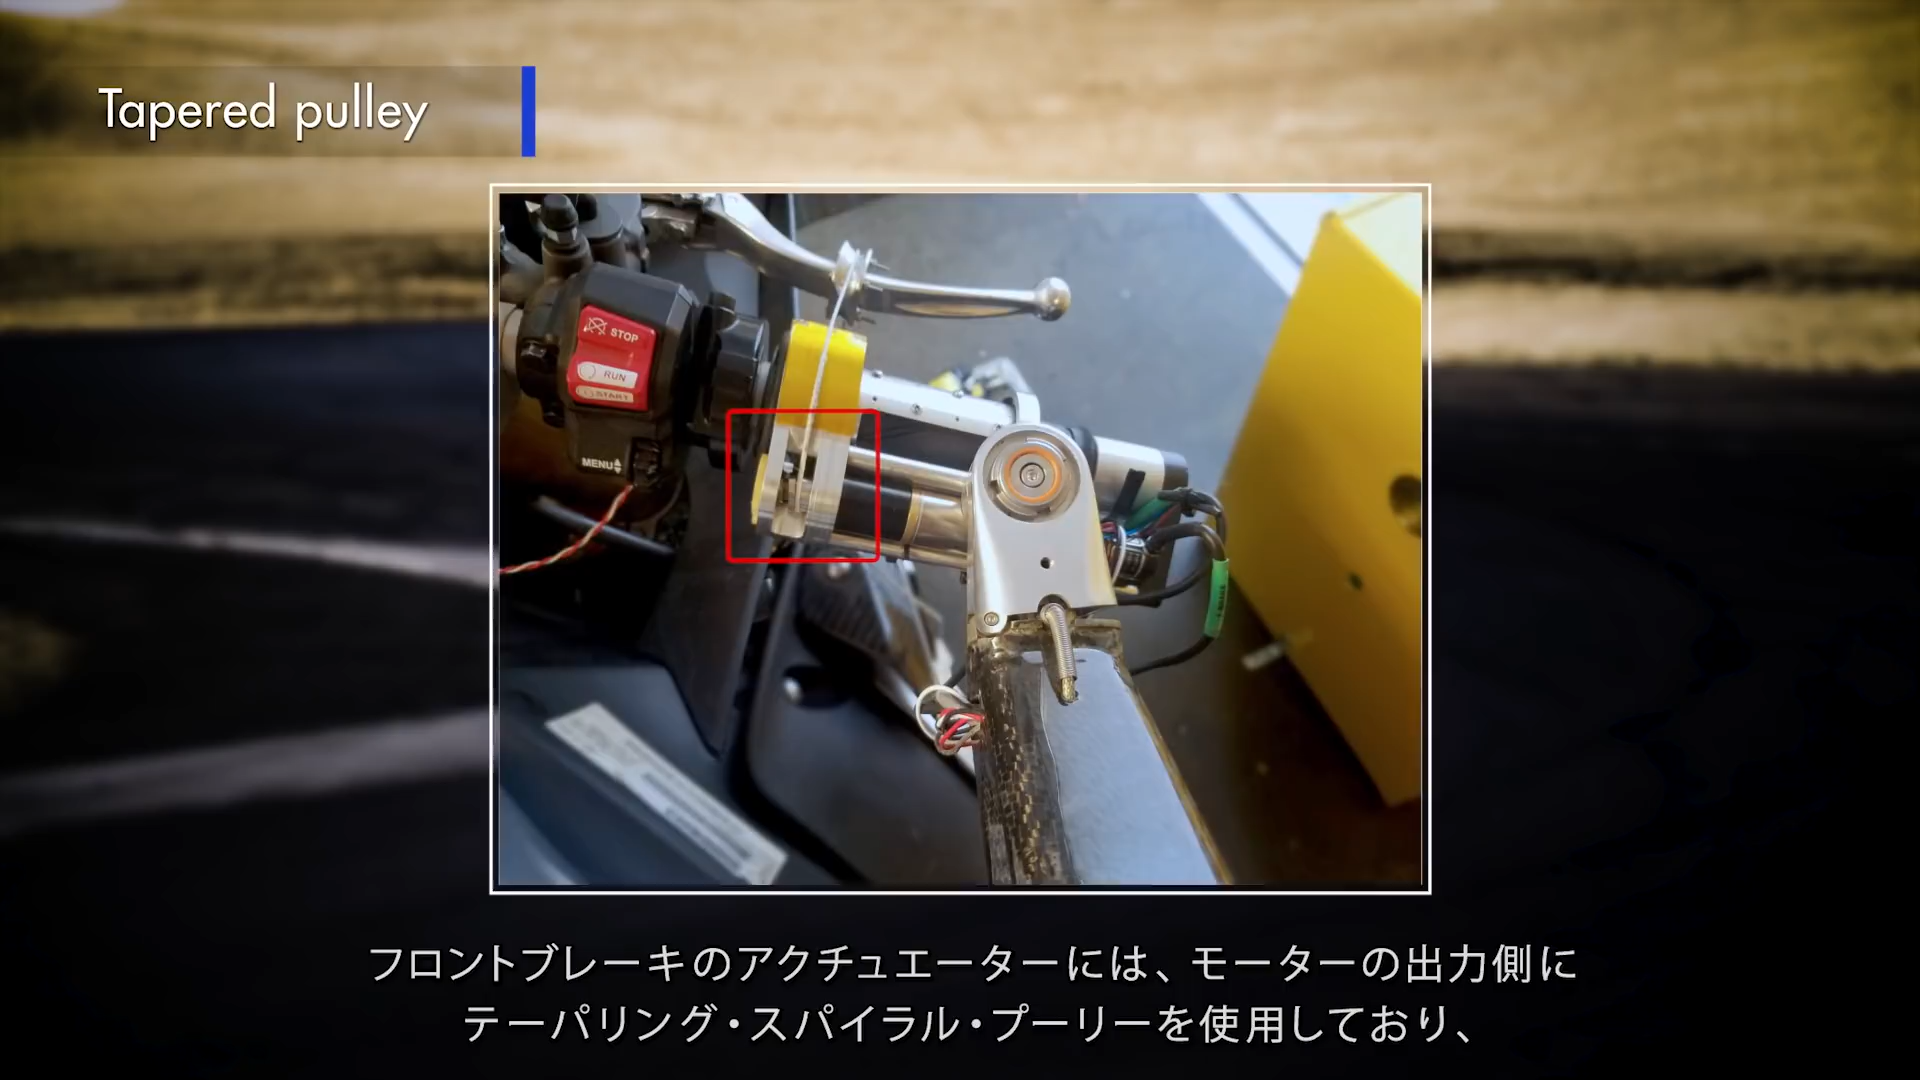 Tapered pulley
STOP
RUN
START
MENU
フロントブレーキのアクチュエーターには、モーターの出力側に
テーパリング・スパイラル・プーリーを使用しており、